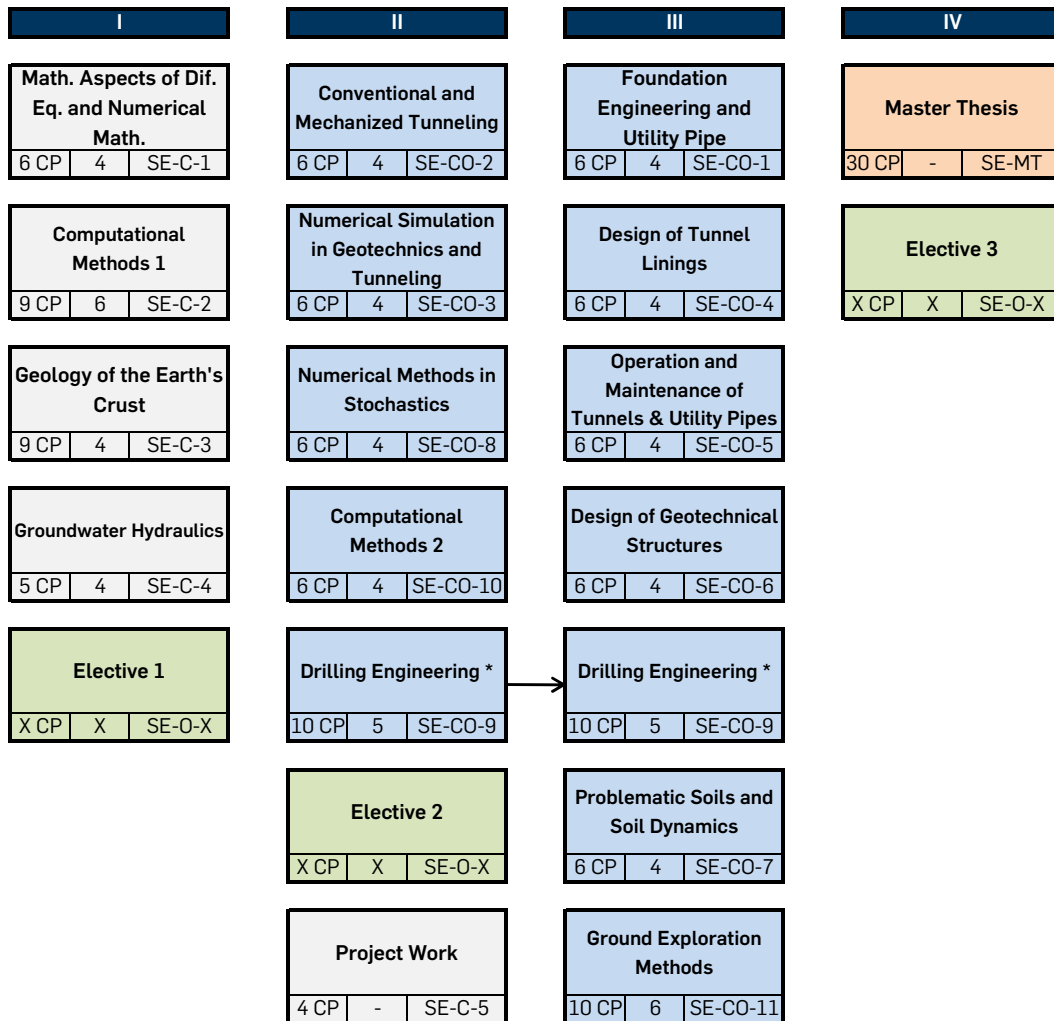 I
II
III
IV
Math. Aspects of Dif.
Eq. and Numerical
Math.
6 CP 4 SE-C-1
Conventional and
Mechanized Tunneling
6 CP 4 SE-CO-2
Foundation
Engineering and
Utility Pipe
6 CP 4 SE-CO-1
Master Thesis
30 CP - SE-MT
Computational
Methods 1
9 CP 6 SE-C-2
Numerical Simulation
in Geotechnics and
Tunneling
6 CP 4 SE-CO-3
Design of Tunnel
Linings
6 CP 4 SE-CO-4
Elective 3
X CP X SE-O-X
Geology of the Earth's
Crust
9 CP 4 SE-C-3
Numerical Methods in
Stochastics
6 CP 4 SE-CO-8
Operation and
Maintenance of
Tunnels & Utility Pipes
6 CP 4 SE-CO-5
Groundwater Hydraulics
5 CP 4 SE-C-4
Computational
Methods 2
6 CP 4 SE-CO-10
Design of Geotechnical
Structures
6 CP 4 SE-CO-6
Elective 1
X CP X SE-O-X
Drilling Engineering *
10 CP 5 SE-CO-9
Drilling Engineering *
10 CP 5 SE-CO-9
Elective 2
X CP X SE-O-X
Problematic Soils and
Soil Dynamics
6 CP 4 SE-CO-7
Project Work
4 CP - SE-C-5
Ground Exploration
Methods
10 CP 6 SE-CO-11